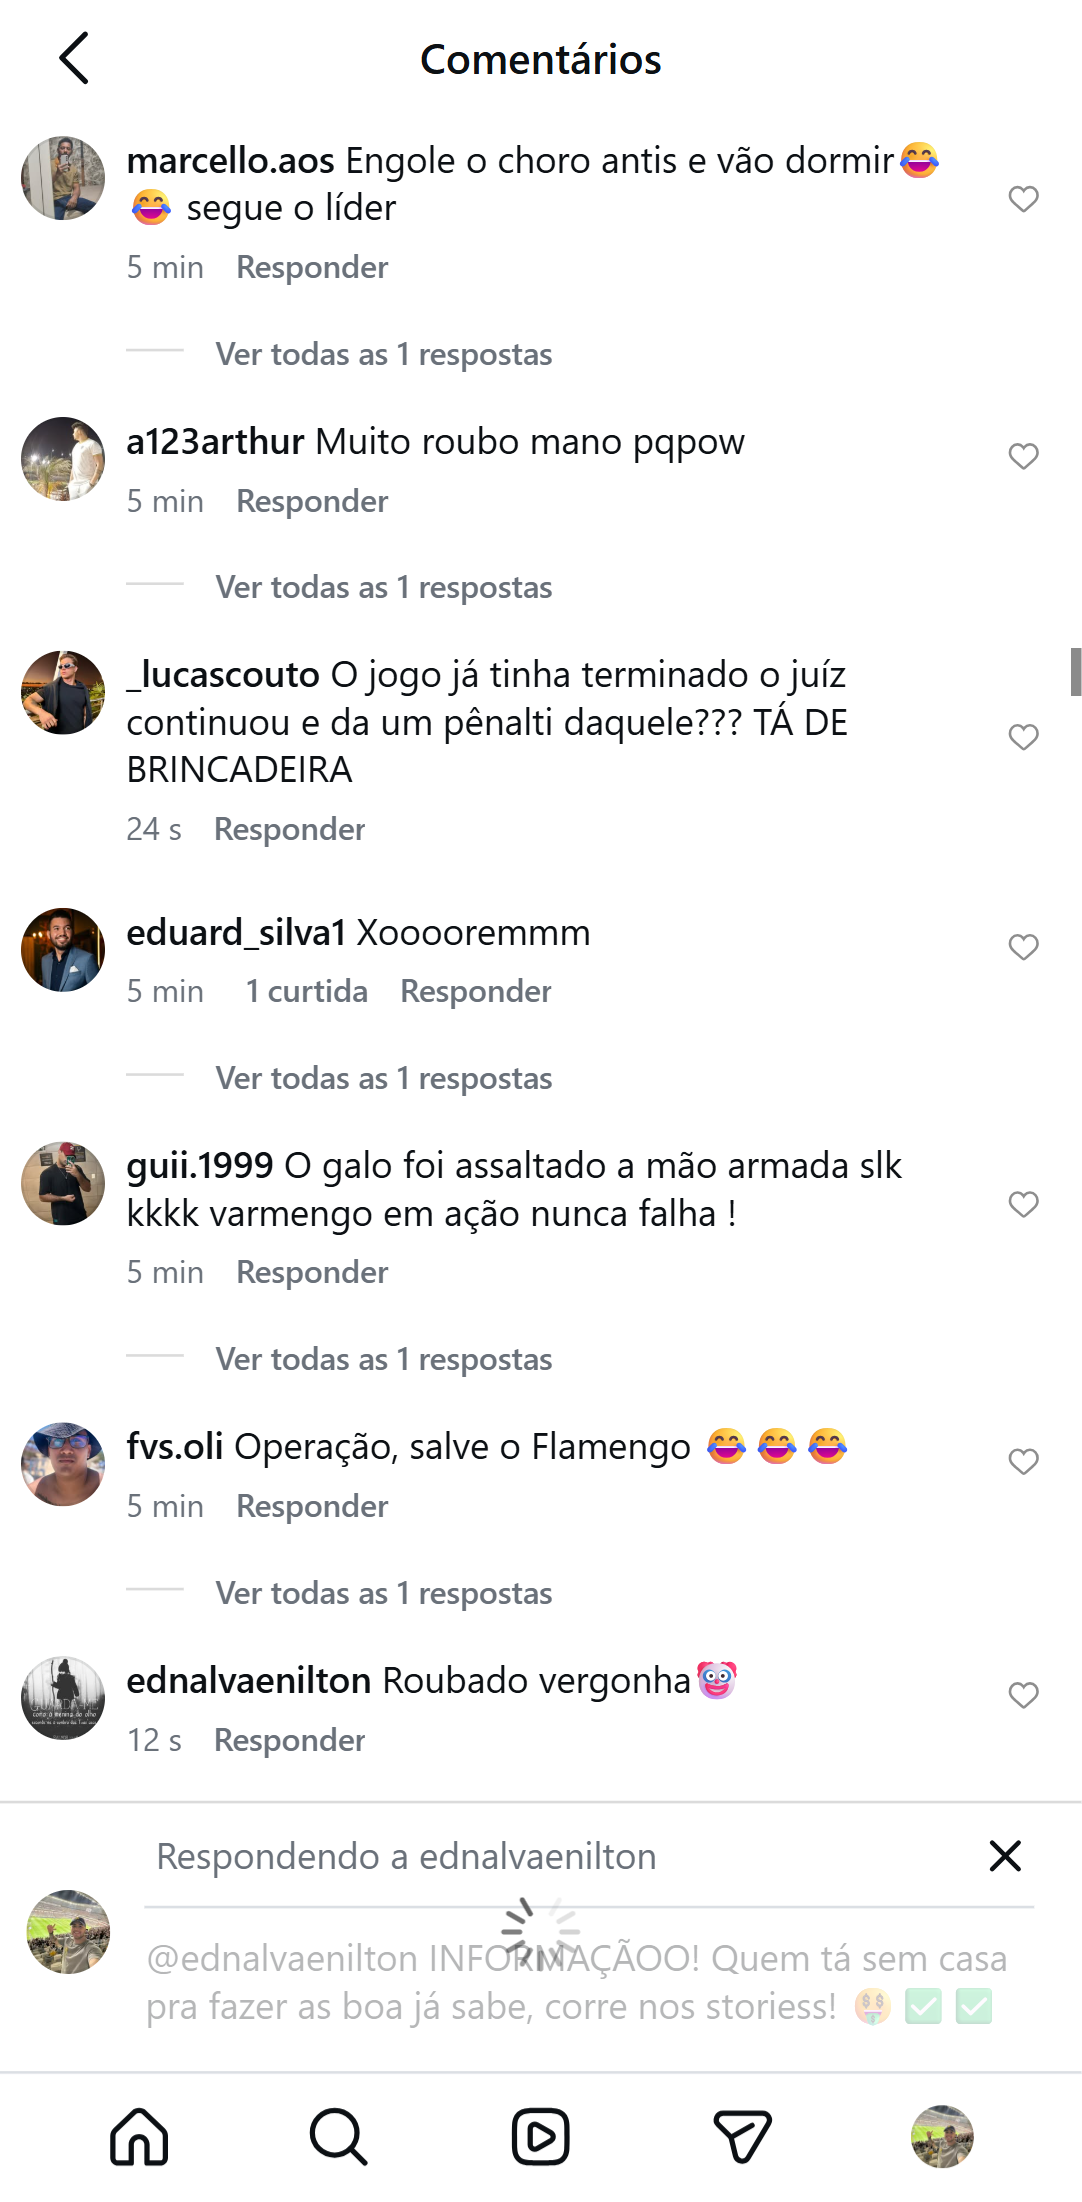 Comentários
marcello.aos Engole o choro antis e vão dormir😂
😂 segue o líder
5 min Responder
Ver todas as 1 respostas
a123arthur Muito roubo mano pqpow
5 min Responder
Ver todas as 1 respostas
_lucascouto O jogo já tinha terminado o juíz
continuou e da um pênalti daquele??? TÁ DE
BRINCADEIRA
24 s Responder
eduard_silva1 Xooooremmm
5 min 1 curtida Responder
Ver todas as 1 respostas
guii.1999 O galo foi assaltado a mão armada slk
kkkk varmengo em ação nunca falha !
5 min Responder
Ver todas as 1 respostas
fvs.oli Operação, salve o Flamengo 😂 😂 😂
5 min Responder
Ver todas as 1 respostas
ednalvaenilton Roubado vergonha🤡
12 s Responder
Respondendo a ednalvaenilton
@ednalvaenilton INFORMAÇÃOO! Quem tá sem casa
pra fazer as boa já sabe, corre nos storiess! 🤑 ✅ ✅